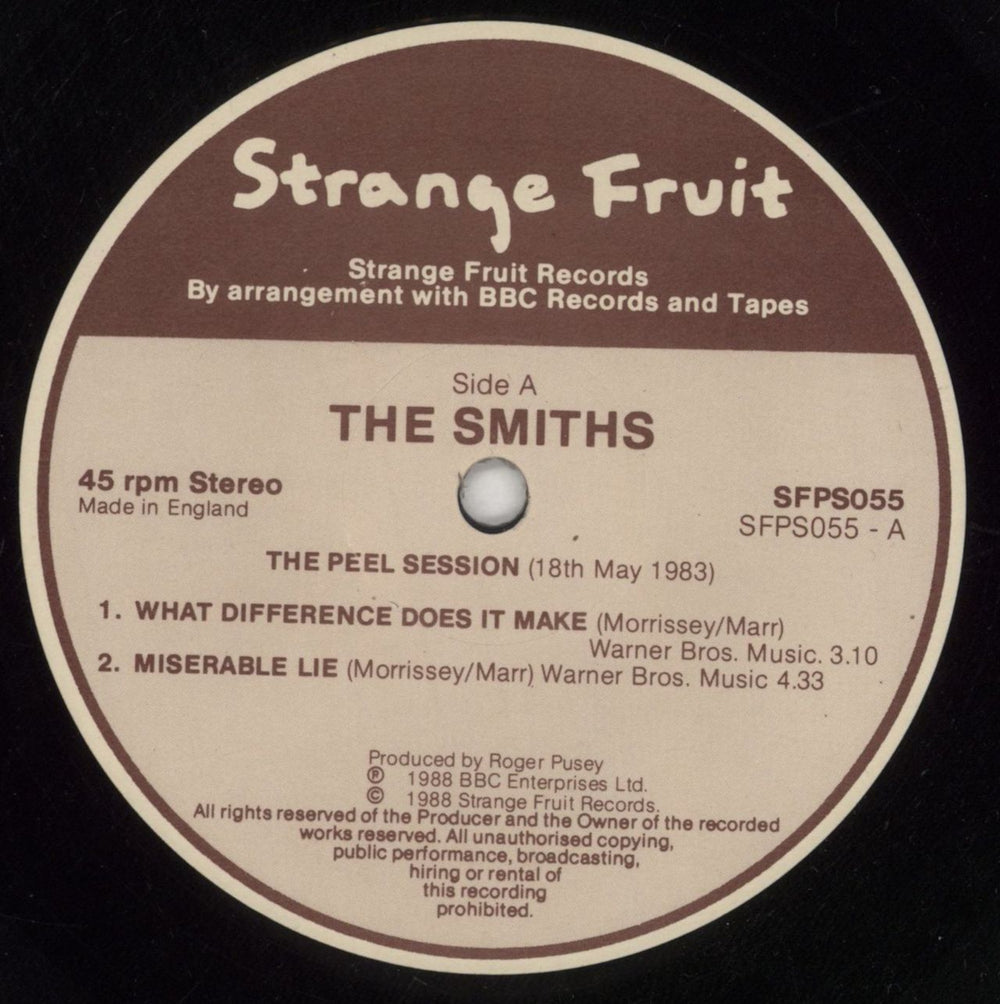 Strange Fruit
Strange Fruit Records
By arrangement with BBC Records and Tapes
Side A
THE SMITHS
45 rpm Stereo
Made in England
SFPS055
SFPS055 - A
THE PEEL SESSION (18th May 1983)
1. WHAT DIFFERENCE DOES IT MAKE (Morrissey/Marr)
Warner Bros. Music. 3.10
2. MISERABLE LIE (Morrissey/Marr) Warner Bros. Music 4.33
Produced by Roger Pusey
Ⓟ 1988 BBC Enterprises Ltd.
© 1988 Strange Fruit Records.
All rights reserved of the Producer and the Owner of the recorded
works reserved. All unauthorised copying,
public performance, broadcasting,
hiring or rental of
this recording
prohibited.